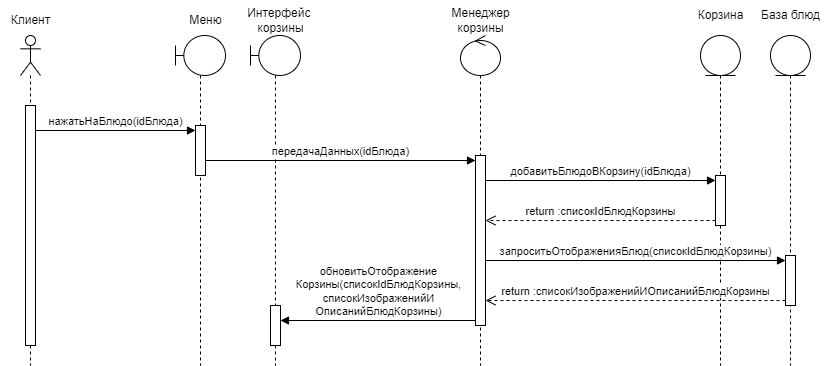 Клиент
Меню
Интерфейс
корзины
Менеджер
корзины
Корзина
База блюд
нажатьНаБлюдо(idБлюда)
передачаДанных(idБлюда)
добавитьБлюдоВКорзину(idБлюда)
return :списокIdБлюдКорзины
запроситьОтображенияБлюд(списокIdБлюдКорзины)
return :списокИзображенийИОписанийБлюдКорзины
обновитьОтображение
Корзины(списокIdБлюдКорзины,
списокИзображенийИ
ОписанийБлюдКорзины)